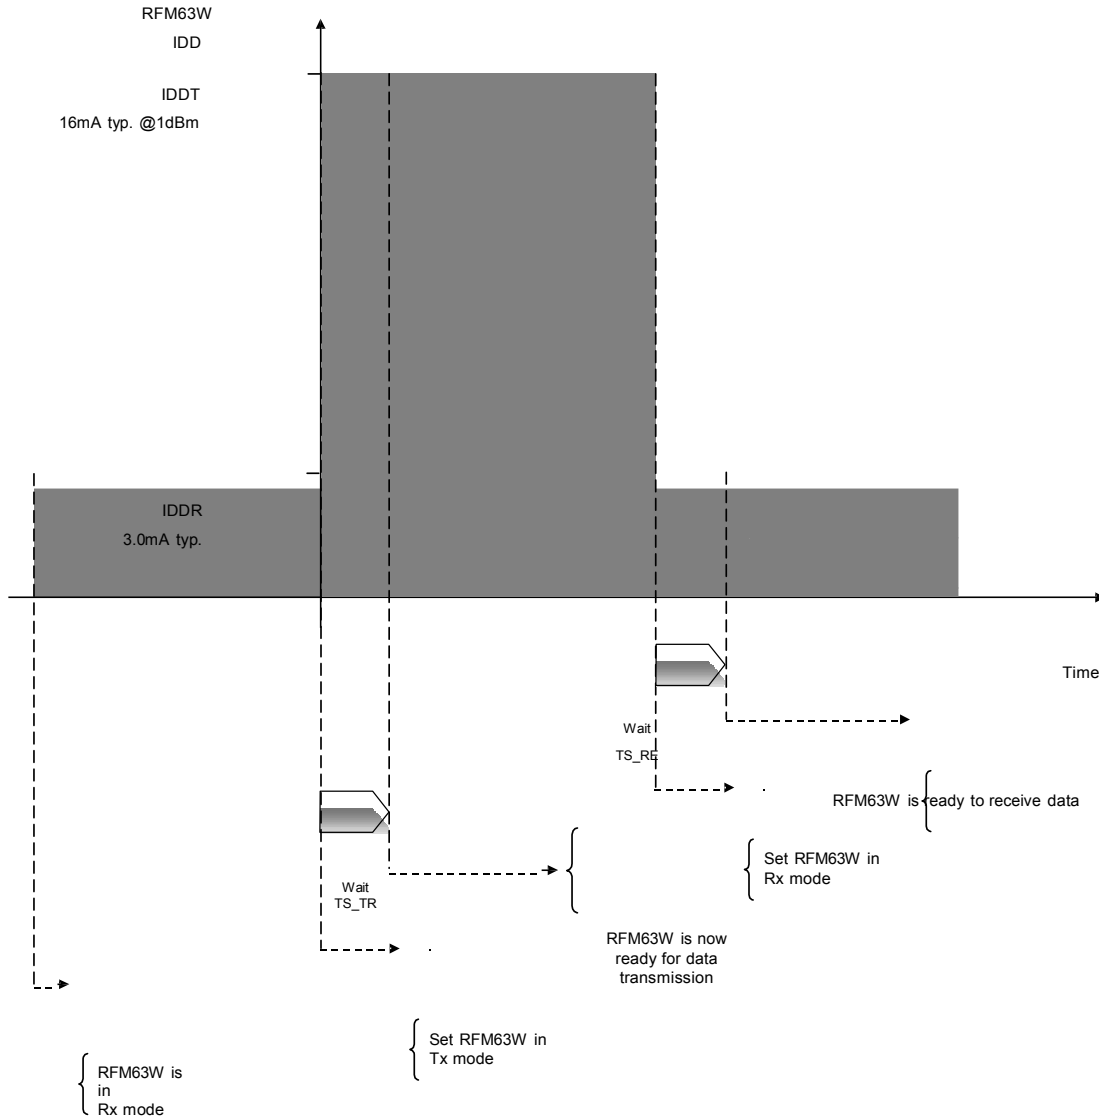 RFM63W
IDD
IDDT
16mA typ. @1dBm
IDDR
3.0mA typ.
Time
Wait
TS_RE
RFM63W is ready to receive data
Set RFM63W in
Rx mode
Wait
TS_TR
RFM63W is now
ready for data
transmission
Set RFM63W in
Tx mode
RFM63W is
in
Rx mode